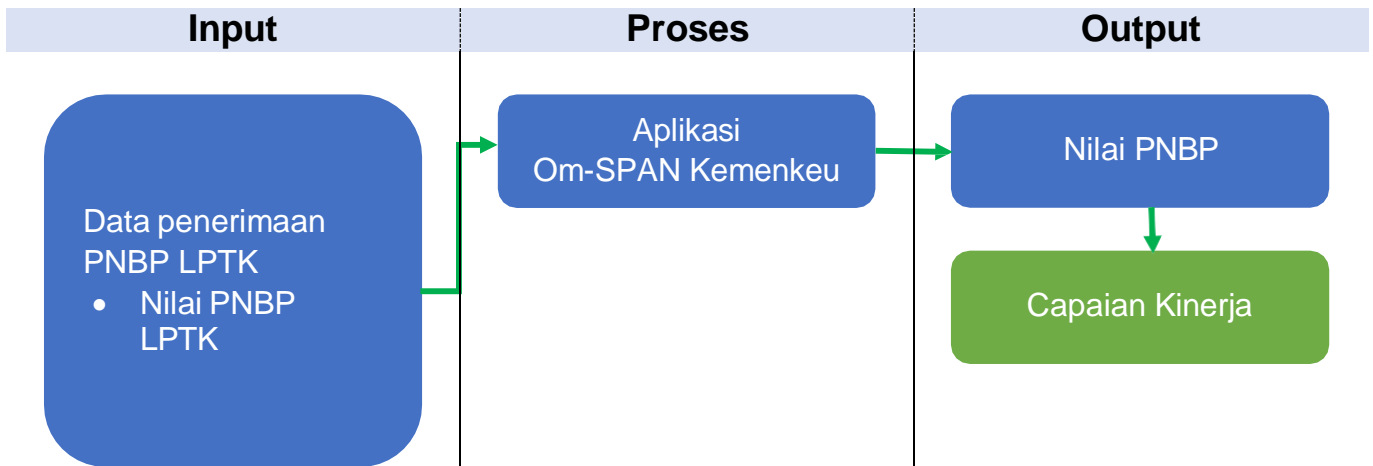 Input
Proses
Output
Data penerimaan
PNBP LPTK
● Nilai PNBP
LPTK
Aplikasi
Om-SPAN Kemenkeu
Nilai PNBP
Capaian Kinerja